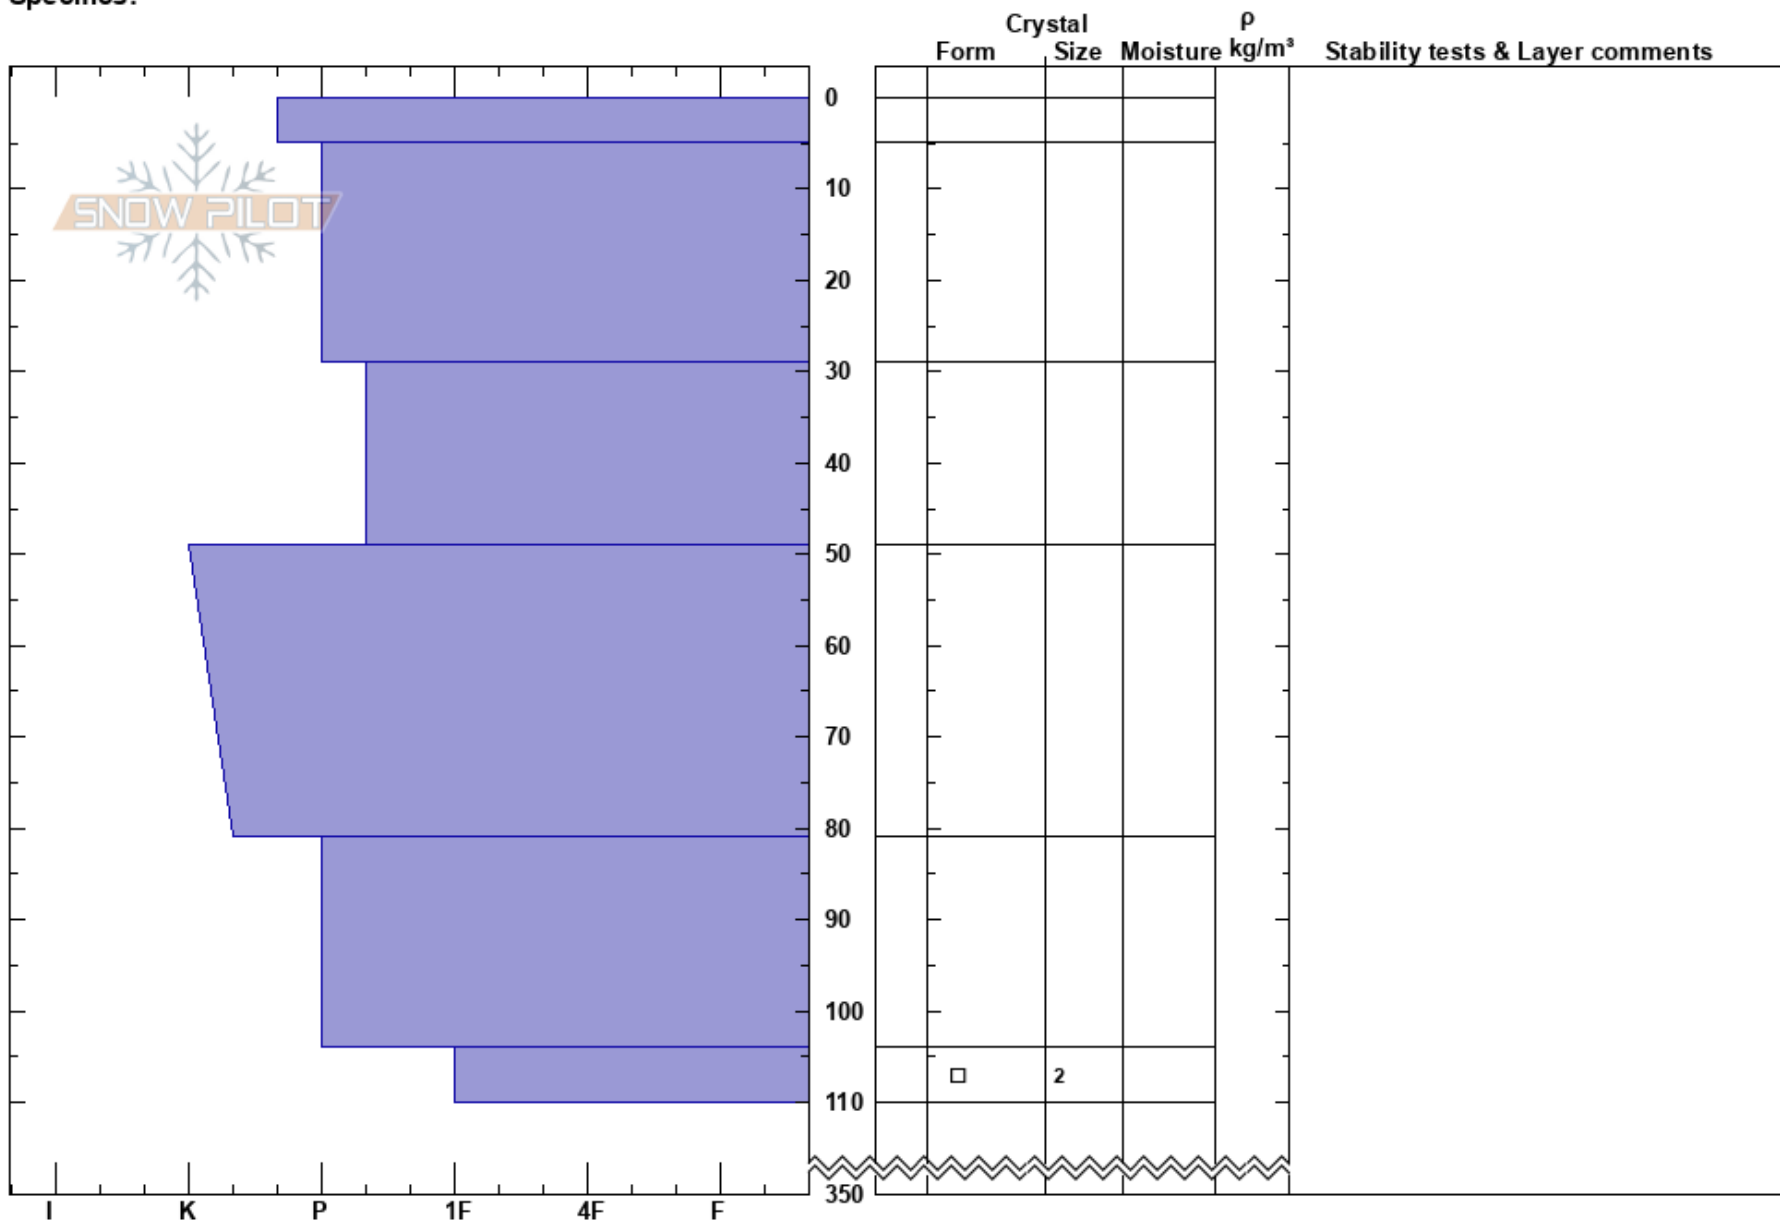 Specifics:
Crystal ρ
Form Size Moisture kg/m³ Stability tests & Layer comments
0
SNOW PILOT
10
20
30
40
50
60
70
80
90
100
2
110
350
I K P 1F 4F F